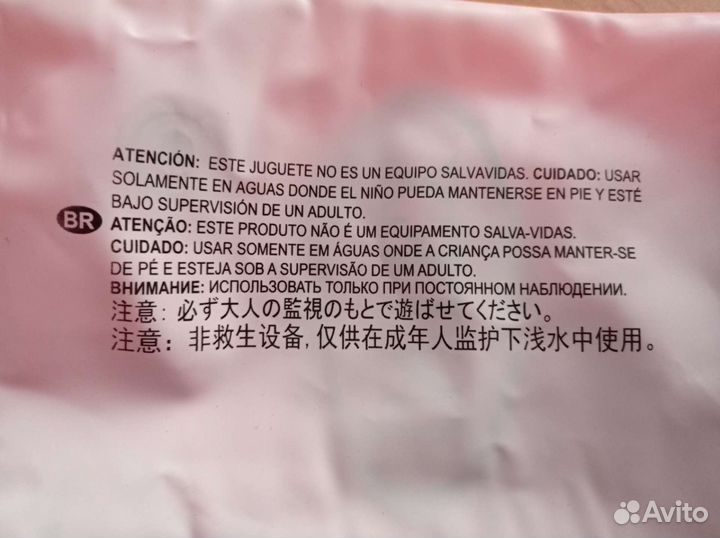 ATENCIÓN: ESTE JUGUETE NO ES UN EQUIPO SALVAVIDAS. CUIDADO: USAR
SOLAMENTE EN AGUAS DONDE EL NIÑO PUEDA MANTENERSE EN PIE Y ESTÉ
BAJO SUPERVISIÓN DE UN ADULTO.
BR ATENÇÃO: ESTE PRODUTO NÃO É UM EQUIPAMENTO SALVA-VIDAS.
CUIDADO: USAR SOMENTE EM ÁGUAS ONDE A CRIANÇA POSSA MANTER-SE
DE PÉ E ESTEJA SOB A SUPERVISÃO DE UM ADULTO.
ВНИМАНИЕ: ИСПОЛЬЗОВАТЬ ТОЛЬКО ПРИ ПОСТОЯННОМ НАБЛЮДЕНИИ.
注意: 必ず大人の監視のもとで遊ばせてください。
注意: 非救生设备, 仅供在成年人监护下浅水中使用。
Avito